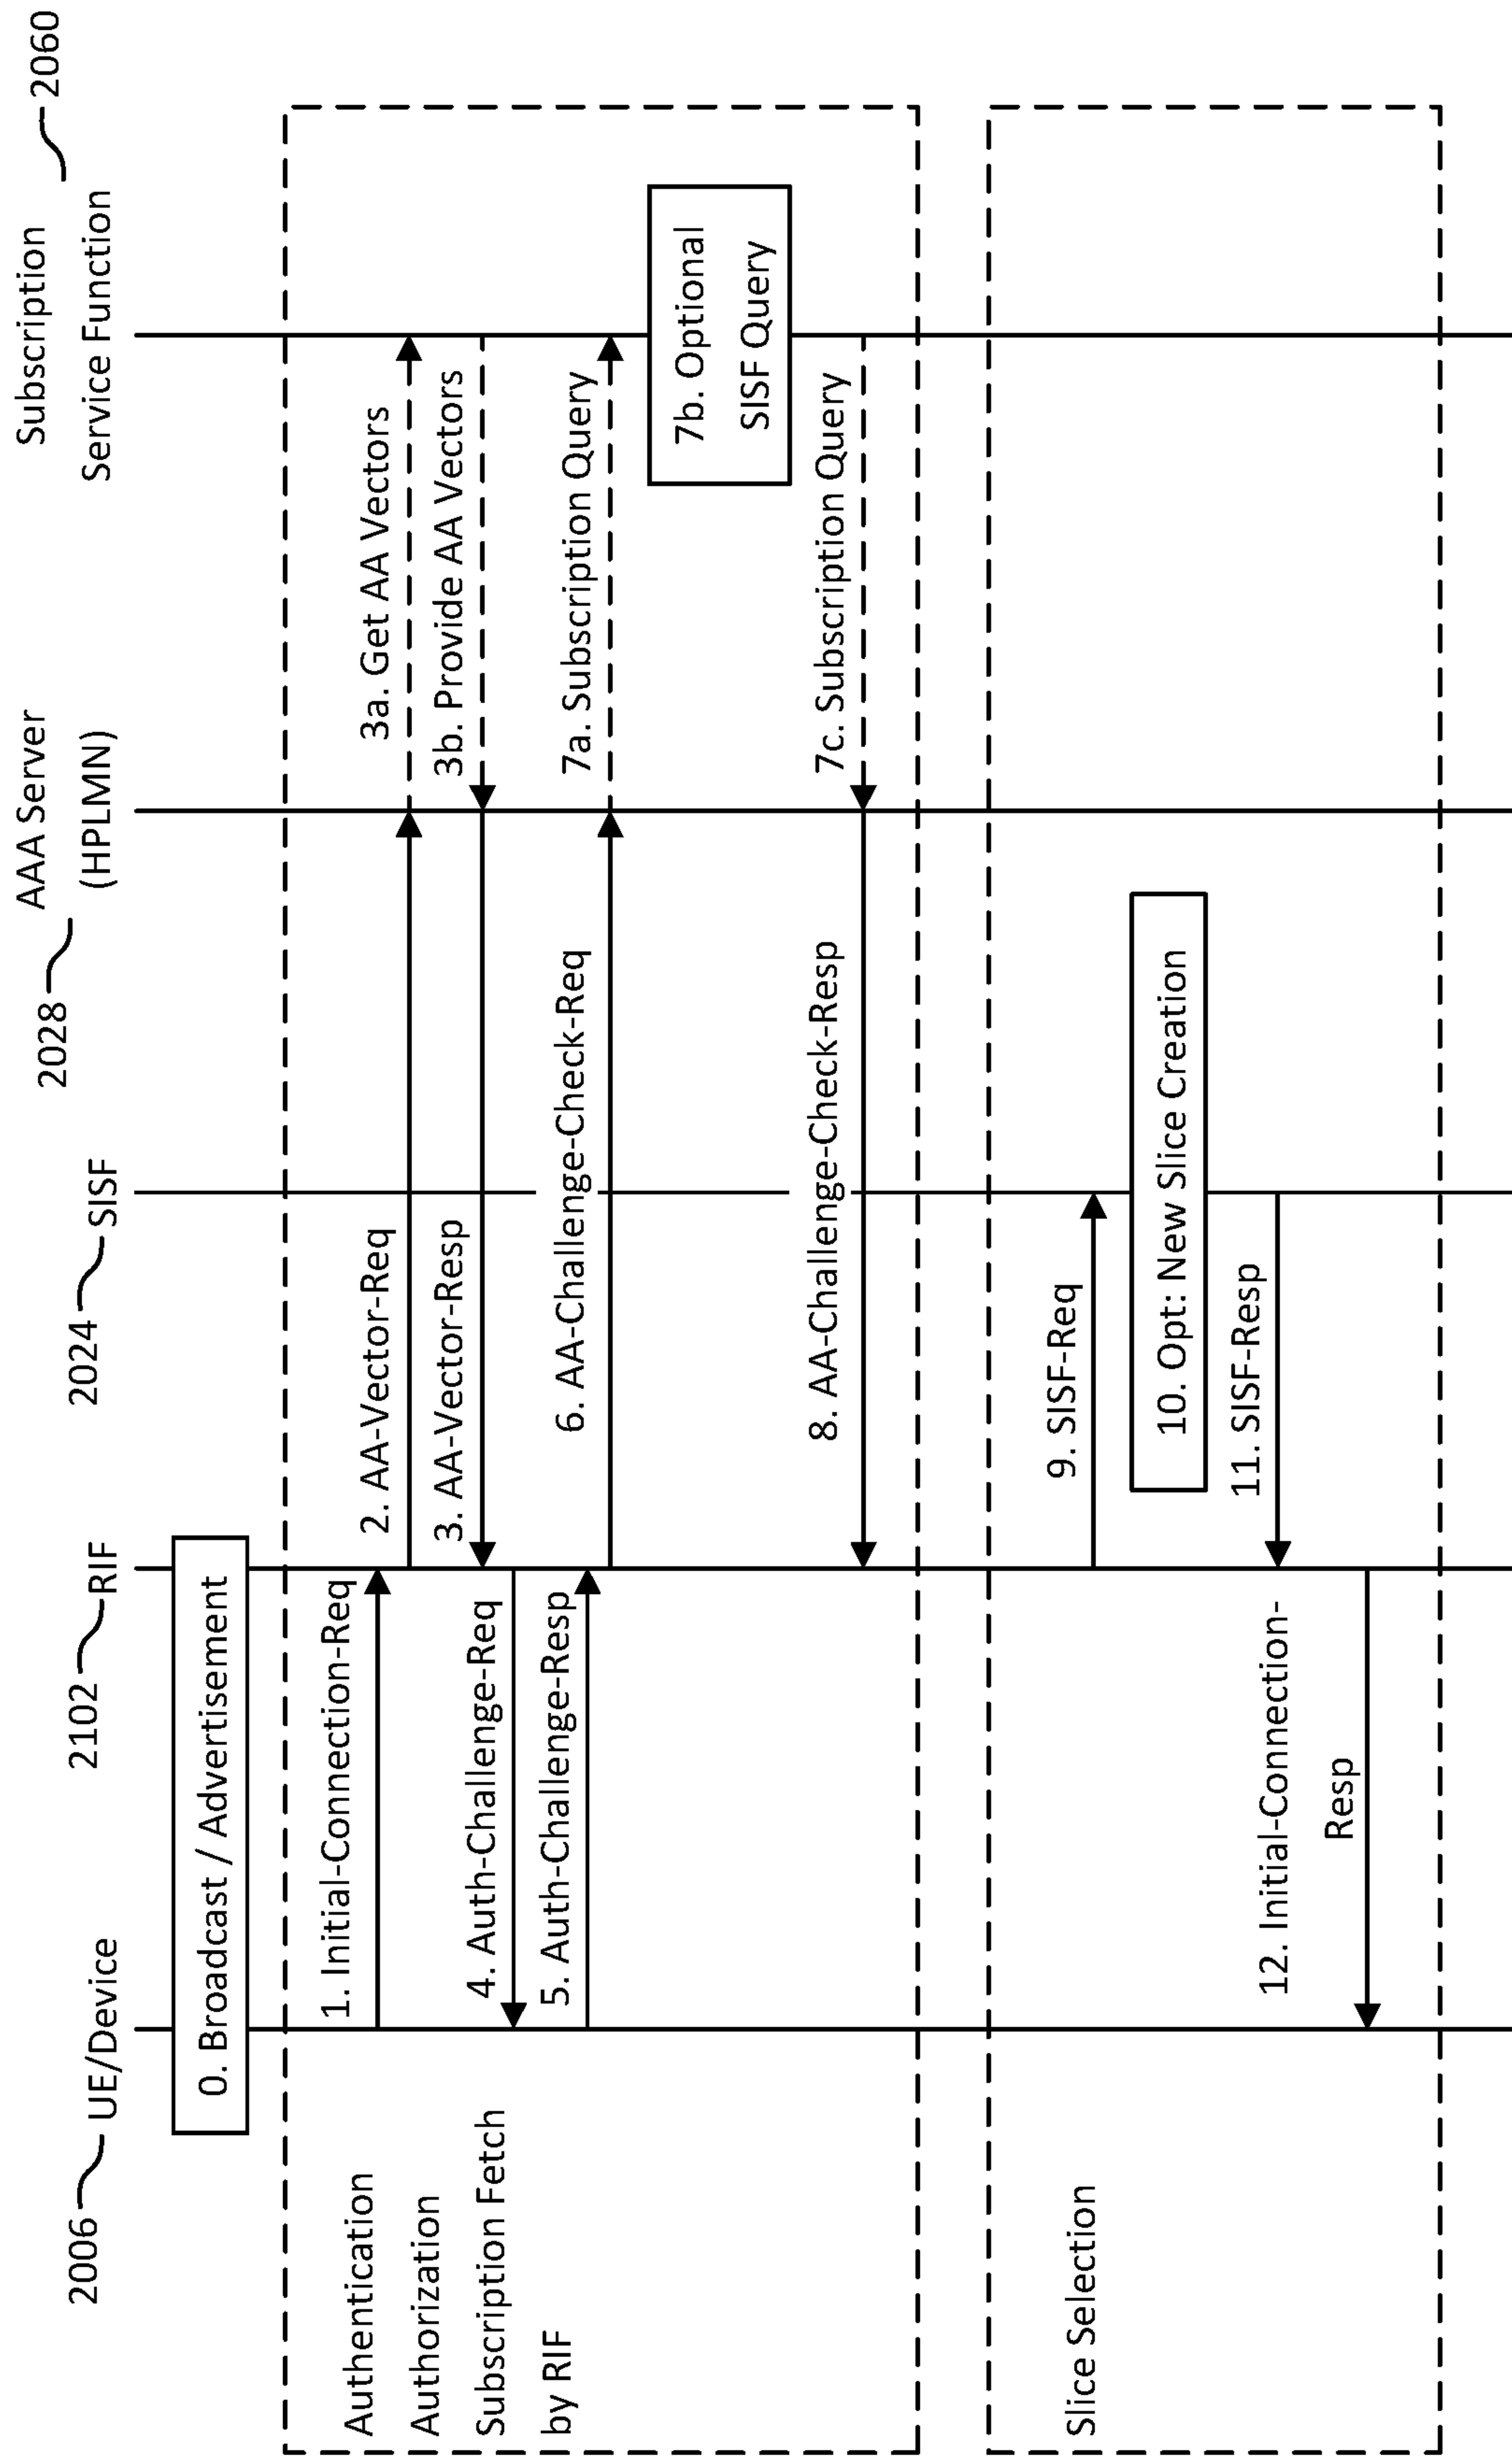 2006
UE/Device
2102
RIF
2024
SISF
2028
AAA Server
(HPLMN)
Subscription
Service Function
2060
0. Broadcast / Advertisement
Authentication
Authorization
Subscription Fetch
by RIF
1. Initial-Connection-Req
2. AA-Vector-Req
3a. Get AA Vectors
3. AA-Vector-Resp
3b. Provide AA Vectors
4. Auth-Challenge-Req
5. Auth-Challenge-Resp
6. AA-Challenge-Check-Req
7a. Subscription Query
7b. Optional
SISF Query
8. AA-Challenge-Check-Resp
7c. Subscription Query
Slice Selection
9. SISF-Req
10. Opt: New Slice Creation
11. SISF-Resp
12. Initial-Connection-
Resp